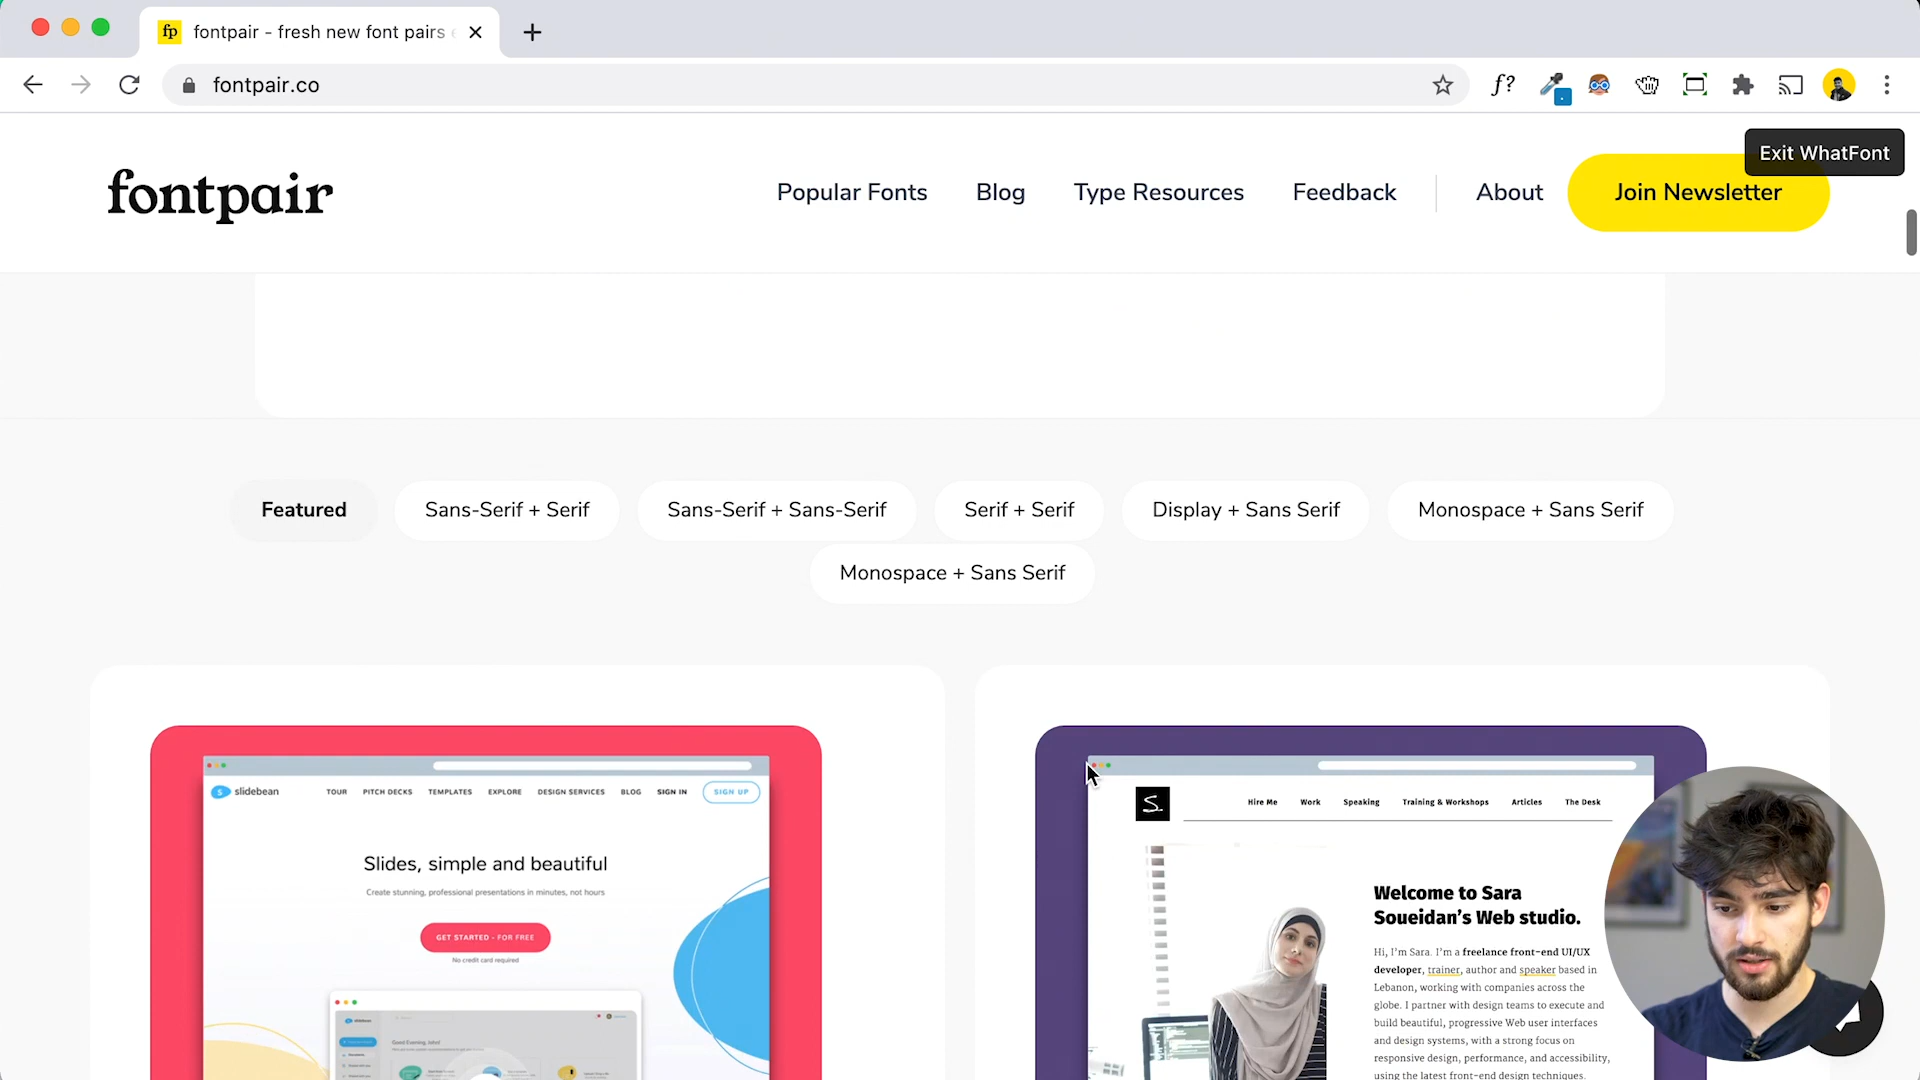 fp fontpair - fresh new font pairs
fontpair.co
f?
Exit WhatFont
fontpair
Popular Fonts
Blog
Type Resources
Feedback
About
Join Newsletter
Featured
Sans-Serif + Serif
Sans-Serif + Sans-Serif
Serif + Serif
Display + Sans Serif
Monospace + Sans Serif
Monospace + Sans Serif
S slidebean
TOUR
PITCH DECKS
TEMPLATES
EXPLORE
DESIGN SERVICES
BLOG
SIGN IN
SIGN UP
Slides, simple and beautiful
Create stunning, professional presentations in minutes, not hours
GET STARTED - FOR FREE
No credit card required
slidebean
Good Evening, John!
S.
Hire Me
Work
Speaking
Training & Workshops
Articles
The Desk
Welcome to Sara
Soueidan's Web studio.
Hi, I'm Sara. I'm a freelance front-end UI/UX
developer, trainer, author and speaker based in
Lebanon, working with companies across the
globe. I partner with design teams to execute and
build beautiful, progressive Web user interfaces
and design systems, with a strong focus on
responsive design, performance, and accessibility,
using the latest front-end design techniques.